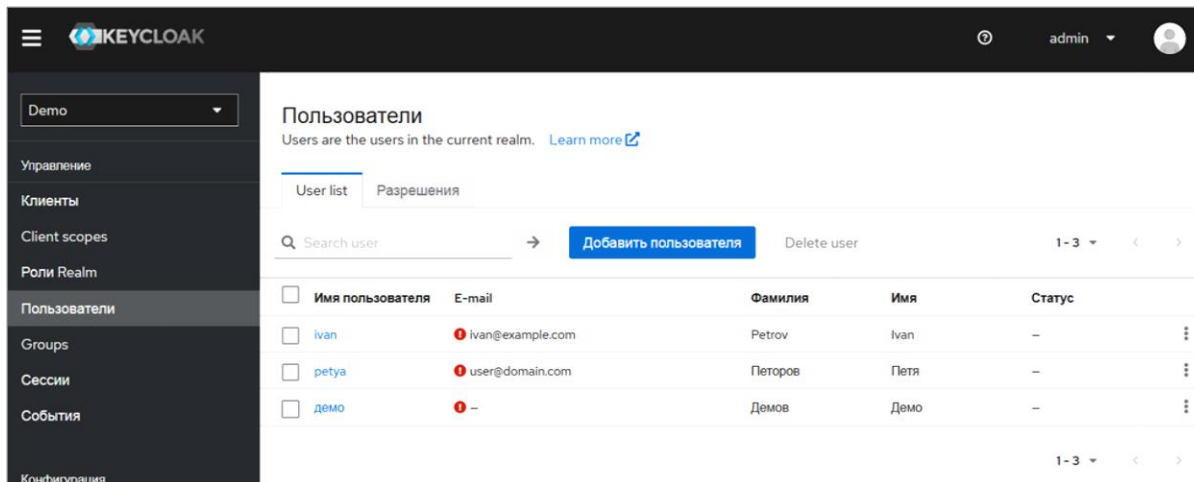 KEYCLOAK
admin
Demo
Управление
Клиенты
Client scopes
Роли Realm
Пользователи
Groups
Сессии
События
Конфигурация
Пользователи
Users are the users in the current realm. Learn more
User list Разрешения
Search user Добавить пользователя Delete user 1-3
Имя пользователя E-mail Фамилия Имя Статус
ivan ivan@example.com Petrov Ivan –
petya user@domain.com Петоров Петя –
демо – Демов Демо –
1-3